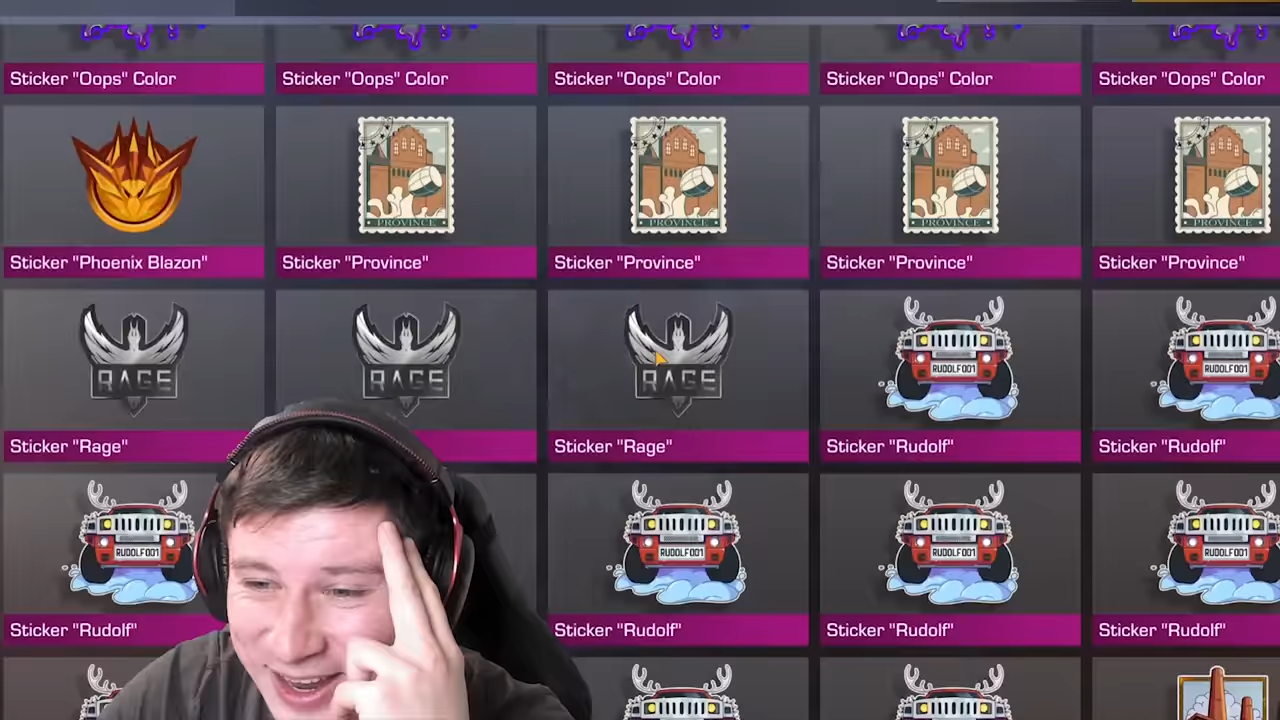 Sticker "Oops" Color
Sticker "Oops" Color
Sticker "Oops" Color
Sticker "Oops" Color
Sticker "Oops" Color
PROVINCE
PROVINCE
PROVINCE
PROVINCE
Sticker "Phoenix Blazon"
Sticker "Province"
Sticker "Province"
Sticker "Province"
Sticker "Province"
RAGE
RAGE
RAGE
RUDOLF001
RUDOLF001
Sticker "Rage"
Sticker "Rage"
Sticker "Rudolf"
Sticker "Rudolf"
RUDOLF001
RUDOLF001
RUDOLF001
RUDOLF001
Sticker "Rudolf"
Sticker "Rudolf"
Sticker "Rudolf"
Sticker "Rudolf"